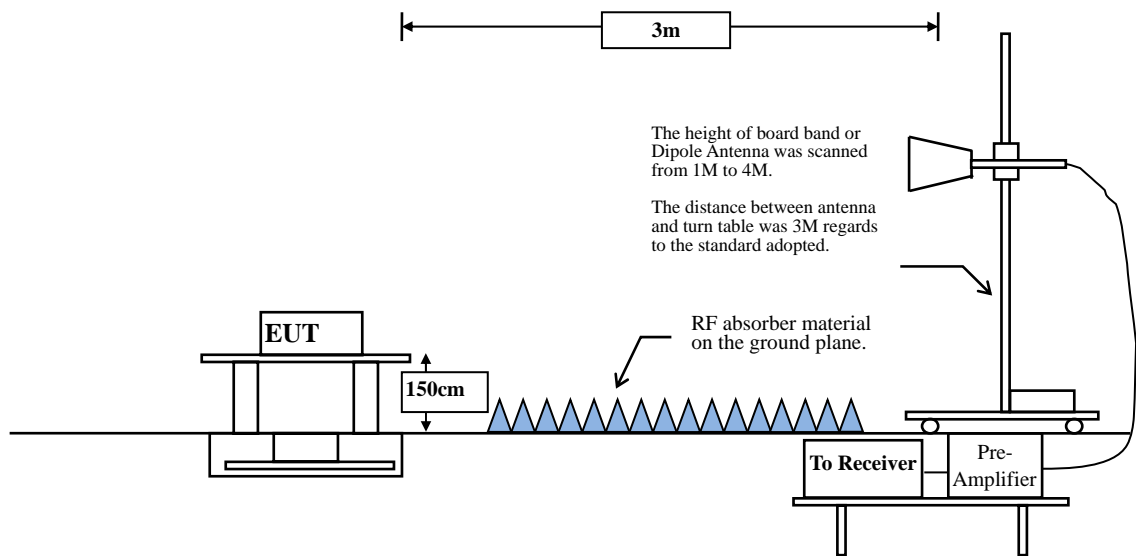 3m
The height of board band or
Dipole Antenna was scanned
from 1M to 4M.
The distance between antenna
and turn table was 3M regards
to the standard adopted.
EUT
RF absorber material
on the ground plane.
150cm
To Receiver
Pre-
Amplifier